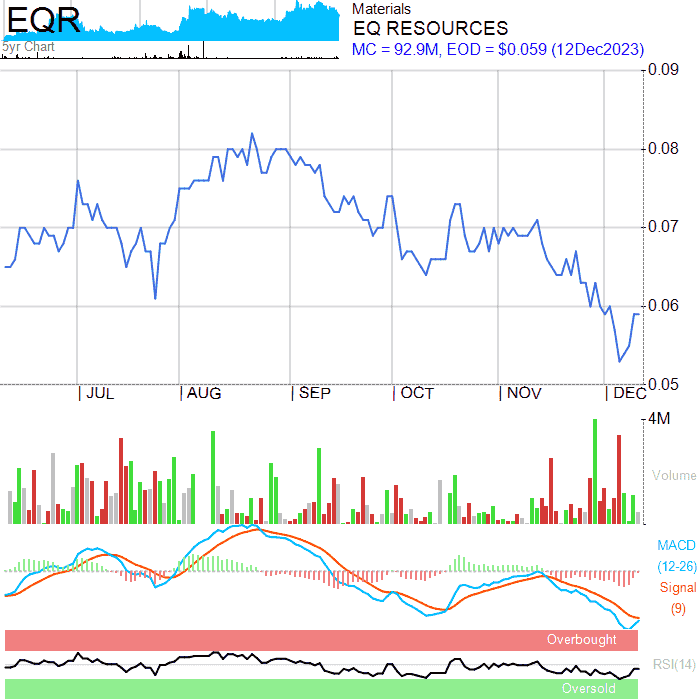 EQR
5yr Chart
Materials
EQ RESOURCES
MC = 92.9M, EOD = $0.059 (12Dec2023)
0.09
0.08
0.07
0.06
0.05
| JUL | AUG | SEP | OCT | NOV | DEC
4M
Volume
MACD
(12-26)
Signal
(9)
Overbought
RSI(14)
Oversold